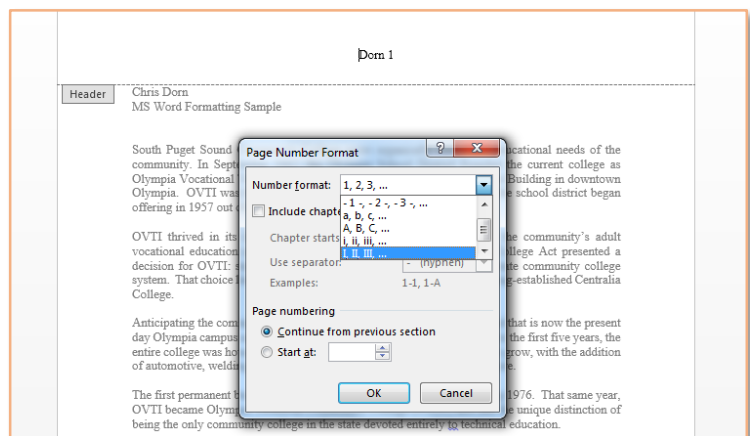 Dorn 1
Header
Chris Dorn
MS Word Formatting Sample
South Puget Sound needs of the
community. In Sept the current college as
Olympia Vocational Building in downtown
Olympia. OVTI was school district began
offering in 1957 out
OVTI thrived in its community's adult
vocational education College Act presented a
decision for OVTI: community college
system. That choice established Centralia
College.
Anticipating the com that is now the present
day Olympia campus the first five years, the
entire college was ho grow, with the addition
of automotive, weldi
The first permanent b 1976. That same year,
OVTI became Olymp unique distinction of
being the only community college in the state devoted entirely to technical education.
Page Number Format
Number format: 1, 2, 3, ...
- 1 -, - 2 -, - 3 -, ...
a, b, c, ...
A, B, C, ...
i, ii, iii, ...
I, II, III, ...
Include chapte
Chapter starts
Use separator: - (hyphen)
Examples: 1-1, 1-A
Page numbering
Continue from previous section
Start at:
OK Cancel